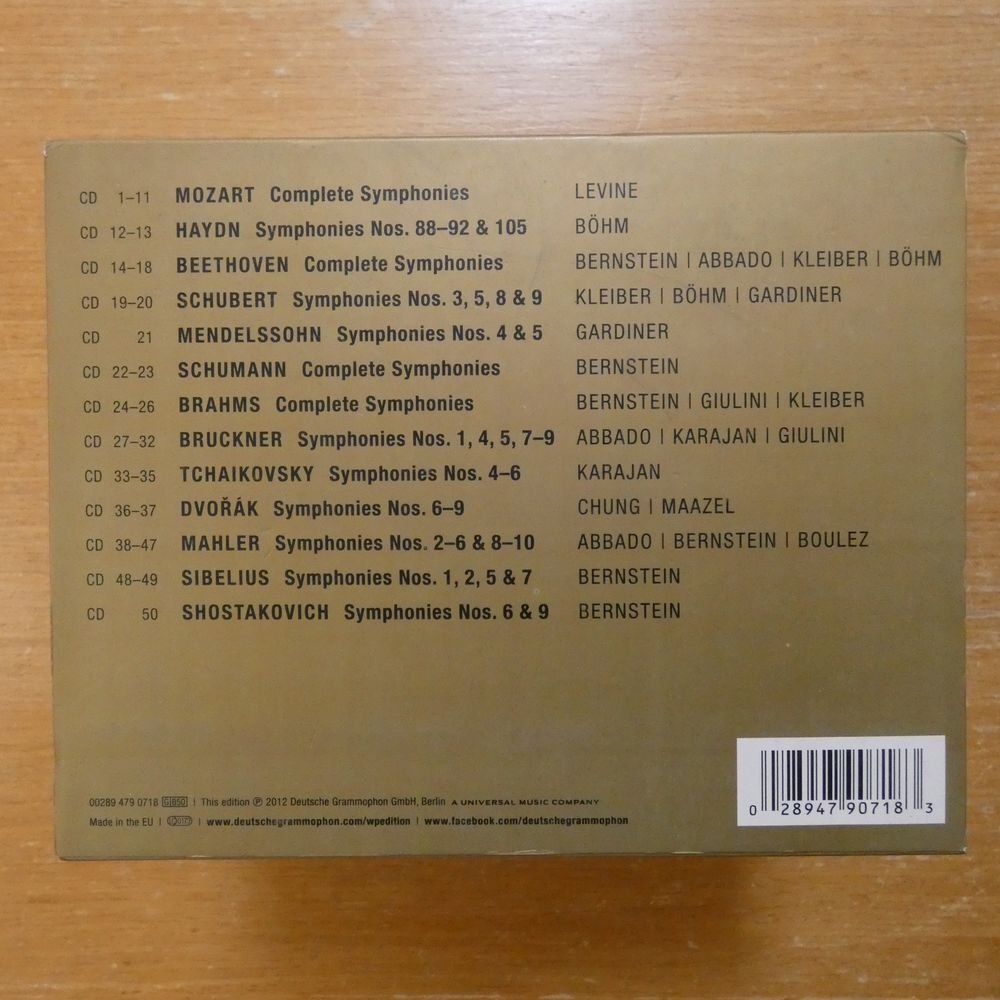 CD 1–11 MOZART Complete Symphonies LEVINE
CD 12–13 HAYDN Symphonies Nos. 88–92 & 105 BÖHM
CD 14–18 BEETHOVEN Complete Symphonies BERNSTEIN | ABBADO | KLEIBER | BÖHM
CD 19–20 SCHUBERT Symphonies Nos. 3, 5, 8 & 9 KLEIBER | BÖHM | GARDINER
CD 21 MENDELSSOHN Symphonies Nos. 4 & 5 GARDINER
CD 22–23 SCHUMANN Complete Symphonies BERNSTEIN
CD 24–26 BRAHMS Complete Symphonies BERNSTEIN | GIULINI | KLEIBER
CD 27–32 BRUCKNER Symphonies Nos. 1, 4, 5, 7–9 ABBADO | KARAJAN | GIULINI
CD 33–35 TCHAIKOVSKY Symphonies Nos. 4–6 KARAJAN
CD 36–37 DVOŘÁK Symphonies Nos. 6–9 CHUNG | MAAZEL
CD 38–47 MAHLER Symphonies Nos. 2–6 & 8–10 ABBADO | BERNSTEIN | BOULEZ
CD 48–49 SIBELIUS Symphonies Nos. 1, 2, 5 & 7 BERNSTEIN
CD 50 SHOSTAKOVICH Symphonies Nos. 6 & 9 BERNSTEIN
00289 479 0718 G|B50 | This edition ℗ 2012 Deutsche Grammophon GmbH, Berlin A UNIVERSAL MUSIC COMPANY
Made in the EU | | www.deutschegrammophon.com/wpedition | www.facebook.com/deutschegrammophon
0 28947 90718 3